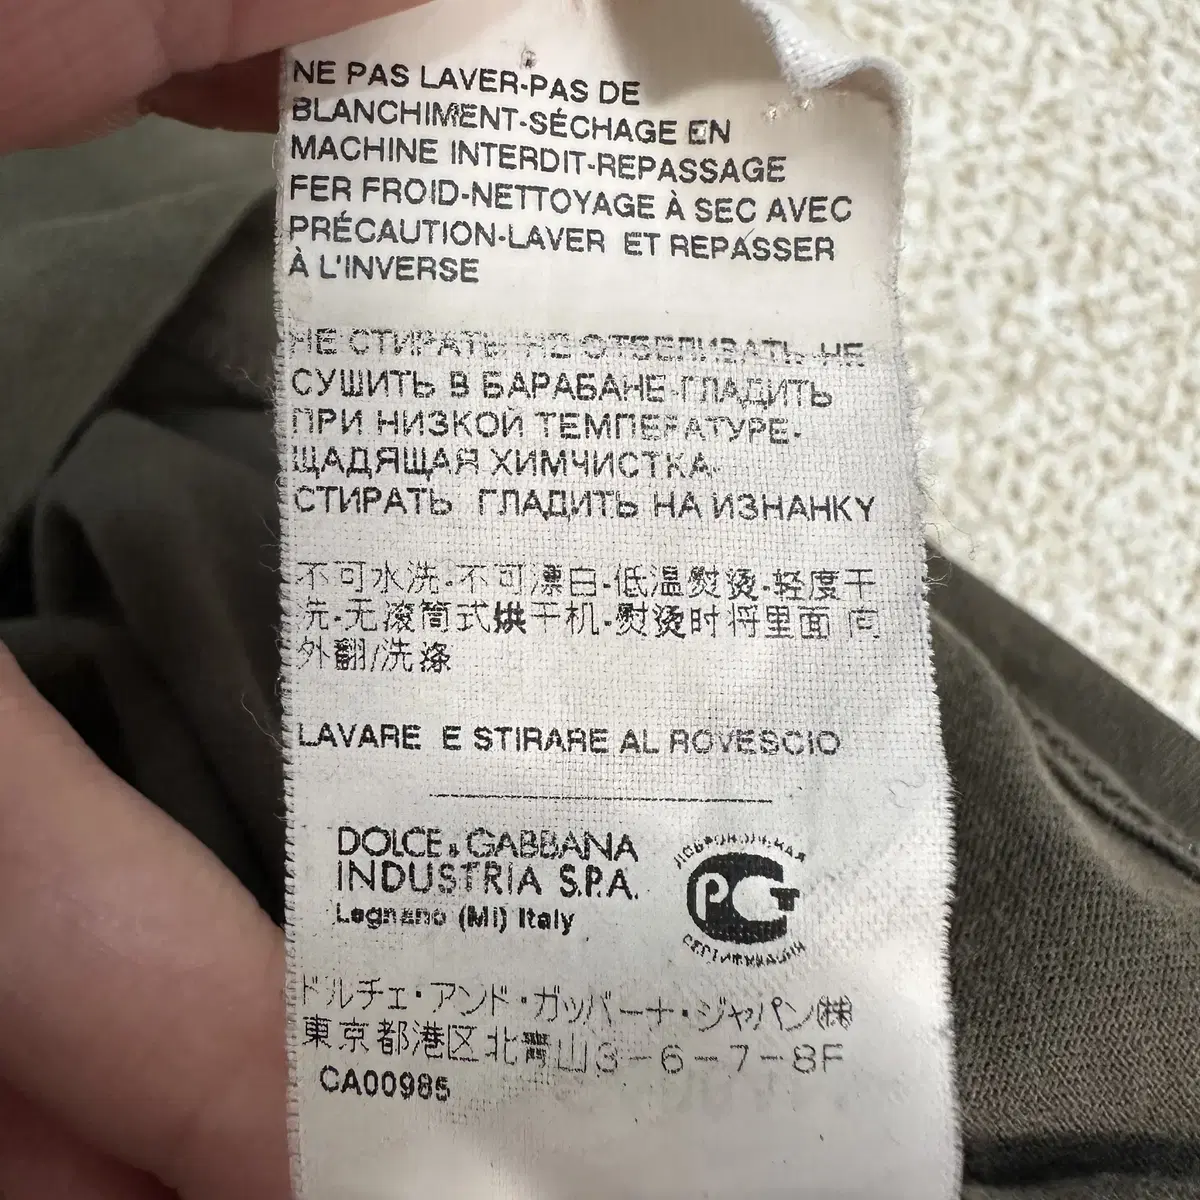 NE PAS LAVER-PAS DE
BLANCHIMENT-SÉCHAGE EN
MACHINE INTERDIT-REPASSAGE
FER FROID-NETTOYAGE À SEC AVEC
PRÉCAUTION-LAVER ET REPASSER
À L'INVERSE
НЕ СТИРАТЬ-НЕ ОТБЕЛИВАТЬ-НЕ
СУШИТЬ В БАРАБАНЕ-ГЛАДИТЬ
ПРИ НИЗКОЙ ТЕМПЕРАТУРЕ-
ЩАДЯЩАЯ ХИМЧИСТКА-
СТИРАТЬ ГЛАДИТЬ НА ИЗНАНКУ
不可水洗-不可漂白-低温熨烫-轻度干
洗-无滚筒式烘干机-熨烫时将里面 向
外翻/洗涤
LAVARE E STIRARE AL ROVESCIO
DOLCE & GABBANA
INDUSTRIA S.P.A.
Legnano (MI) Italy
ДОБРОВОЛЬНАЯ
РСТ
СЕРТИФИКАЦИЯ
ドルチェ・アンド・ガッバーナ・ジャパン㈱
東京都港区北青山3-6-7-8F
CA00985